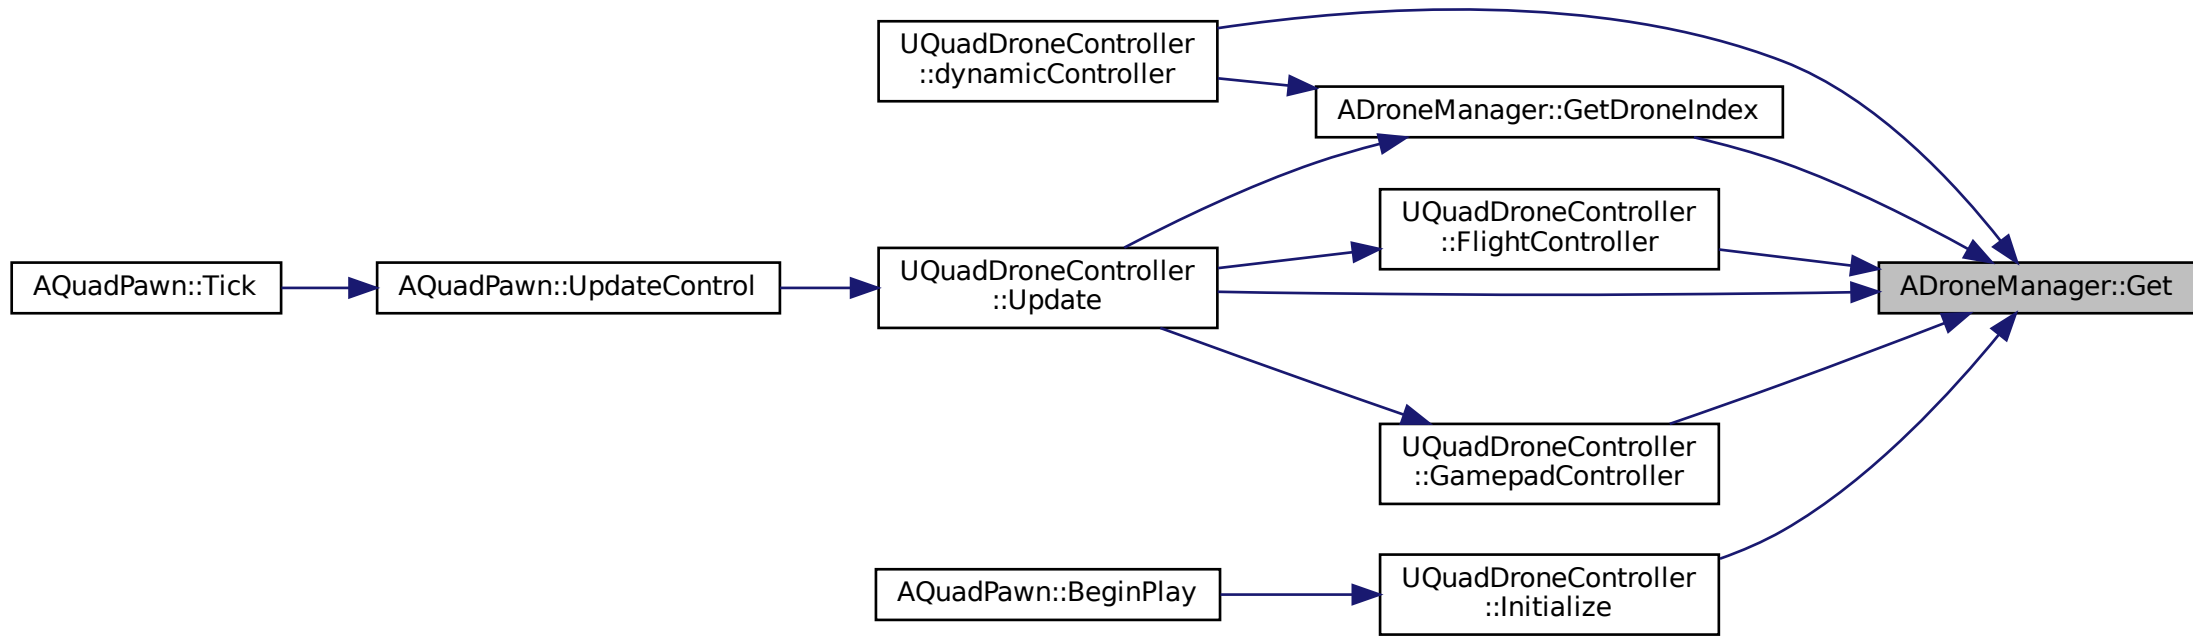 UQuadDroneController
::dynamicController
ADroneManager::GetDroneIndex
UQuadDroneController
::FlightController
AQuadPawn::Tick
AQuadPawn::UpdateControl
UQuadDroneController
::Update
ADroneManager::Get
UQuadDroneController
::GamepadController
AQuadPawn::BeginPlay
UQuadDroneController
::Initialize